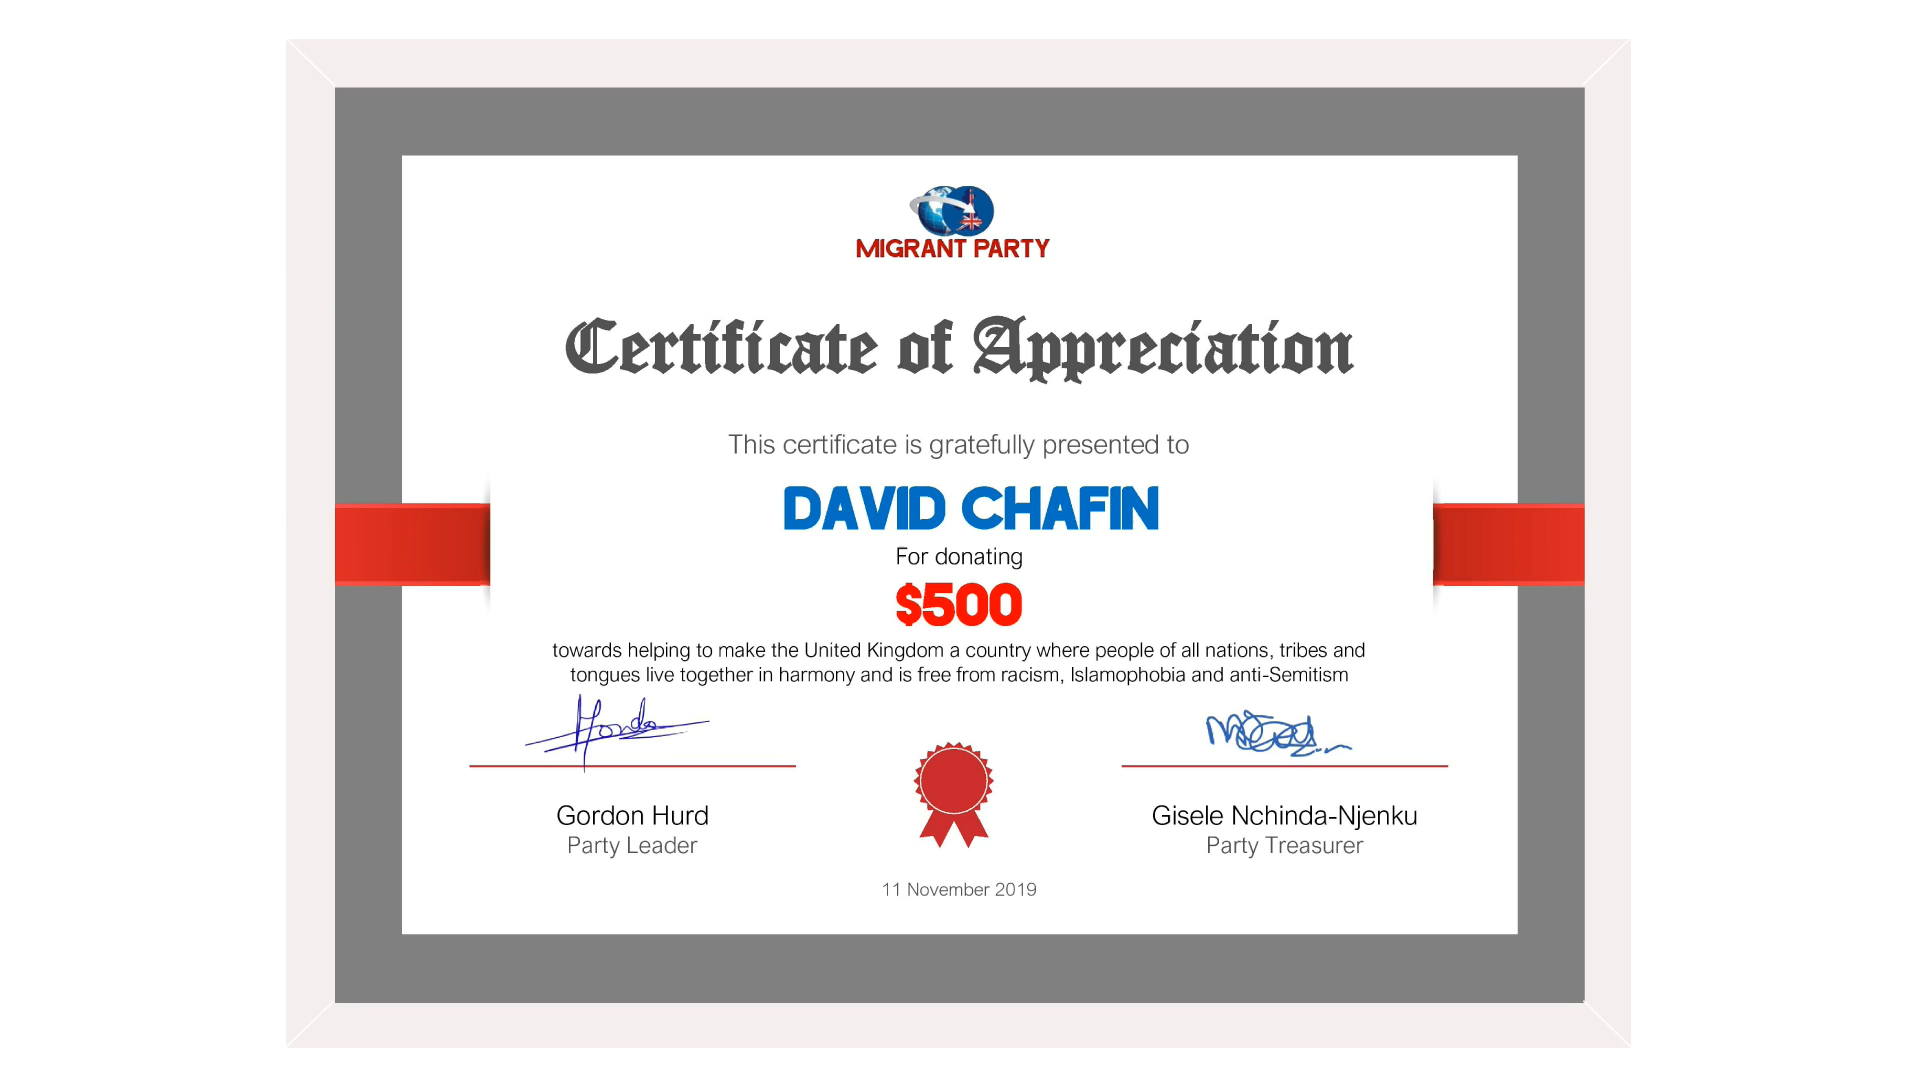 MIGRANT PARTY
Certificate of Appreciation
This certificate is gratefully presented to
DAVID CHAFIN
For donating
$500
towards helping to make the United Kingdom a country where people of all nations, tribes and
tongues live together in harmony and is free from racism, Islamophobia and anti-Semitism
Gordon Hurd
Party Leader
Gisele Nchinda-Njenku
Party Treasurer
11 November 2019